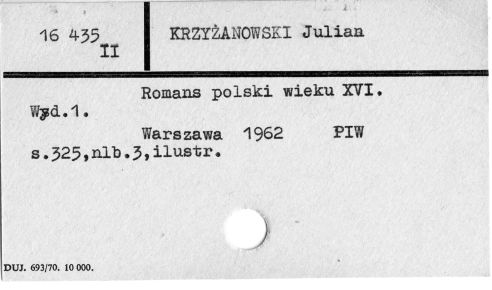 16 435
II
KRZYŻANOWSKI Julian
Romans polski wieku XVI.
Wyd.1.
Warszawa 1962 PIW
s.325,nlb.3,ilustr.
DUJ. 693/70. 10 000.